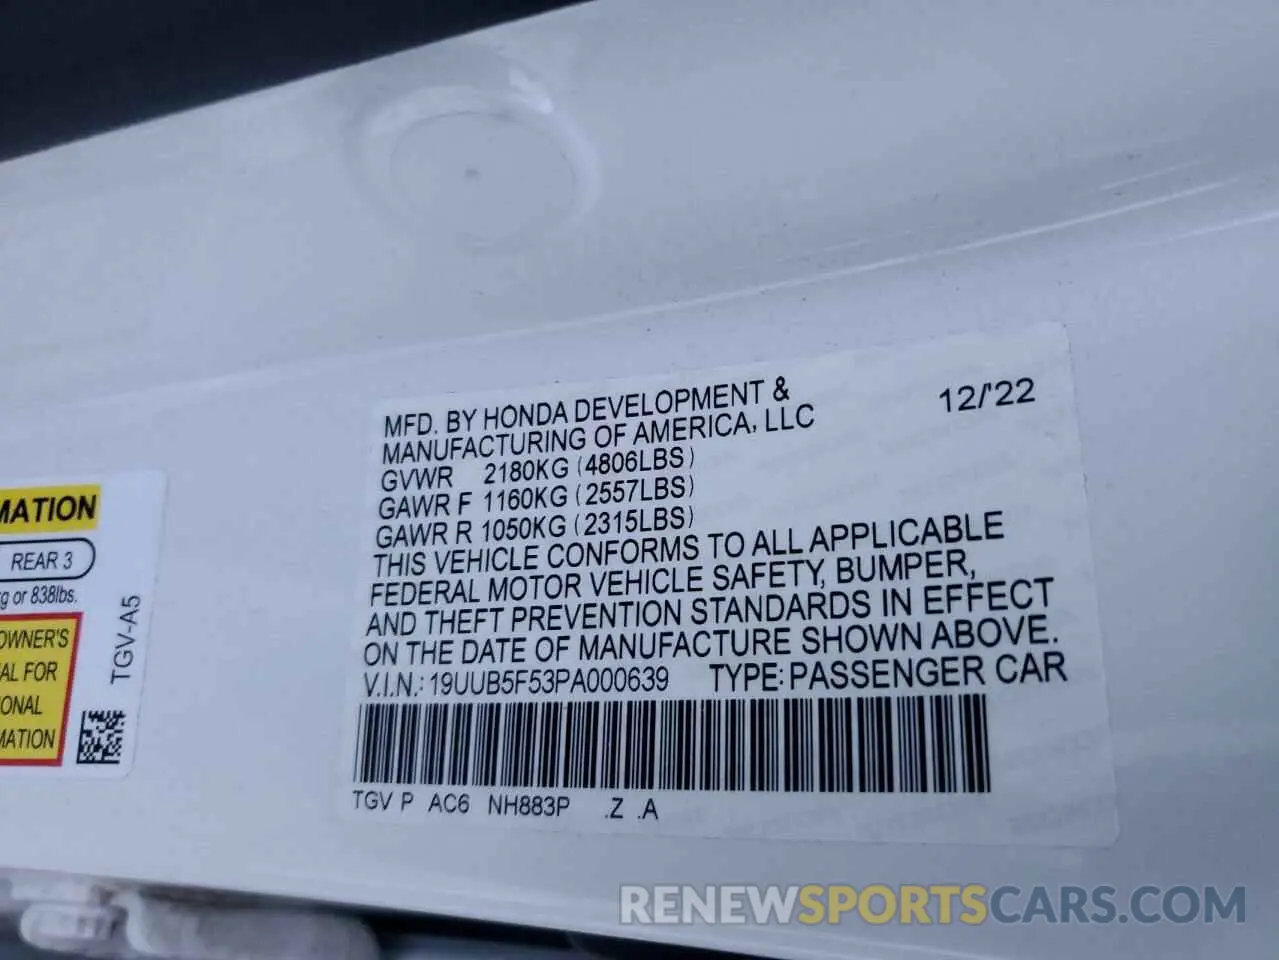 MFD. BY HONDA DEVELOPMENT & 12/'22
MANUFACTURING OF AMERICA, LLC
GVWR 2180KG (4806LBS)
GAWR F 1160KG (2557LBS)
GAWR R 1050KG (2315LBS)
THIS VEHICLE CONFORMS TO ALL APPLICABLE
FEDERAL MOTOR VEHICLE SAFETY, BUMPER,
AND THEFT PREVENTION STANDARDS IN EFFECT
ON THE DATE OF MANUFACTURE SHOWN ABOVE.
V.I.N.: 19UUB5F53PA000639 TYPE: PASSENGER CAR
TGV P AC6 NH883P .Z .A
MATION
REAR 3
kg or 838lbs.
OWNER'S
AL FOR
IONAL
MATION
TGV-A5
RENEWSPORTSCARS.COM